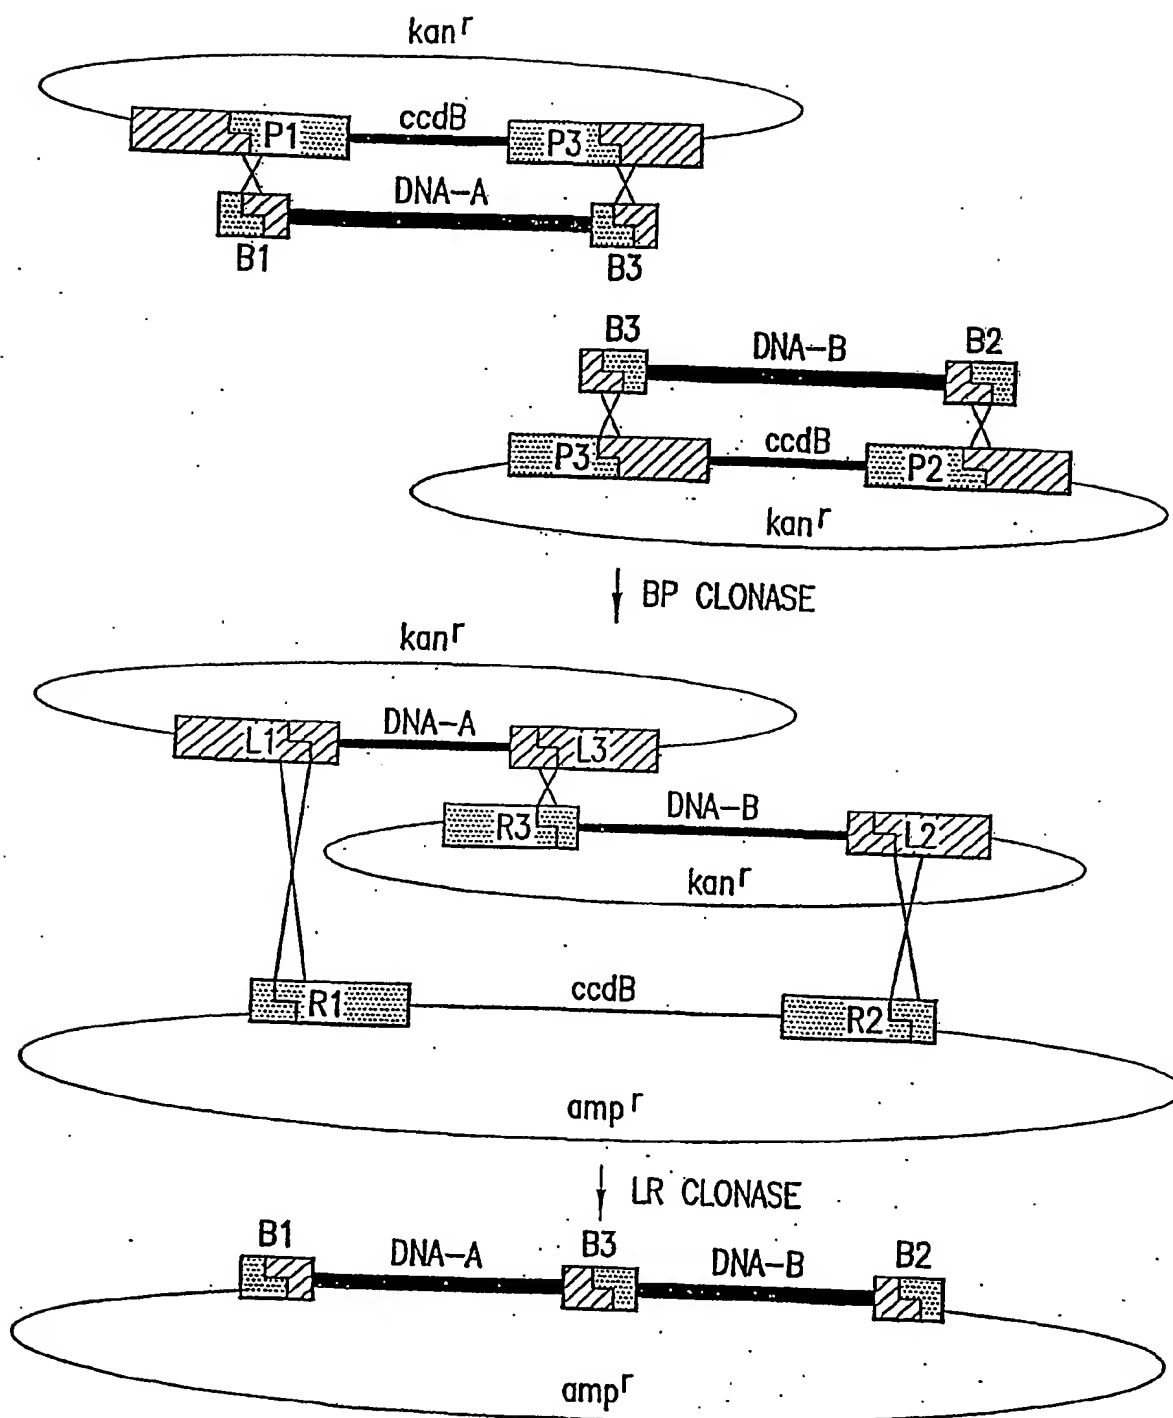 kanr
P1 ccdB P3
DNA-A
B1 B3
B3 DNA-B B2
P3 ccdB P2
kanr
BP CLONASE
kanr
L1 DNA-A L3
R3 DNA-B L2
kanr
R1 ccdB R2
ampr
LR CLONASE
B1 DNA-A B3 DNA-B B2
ampr